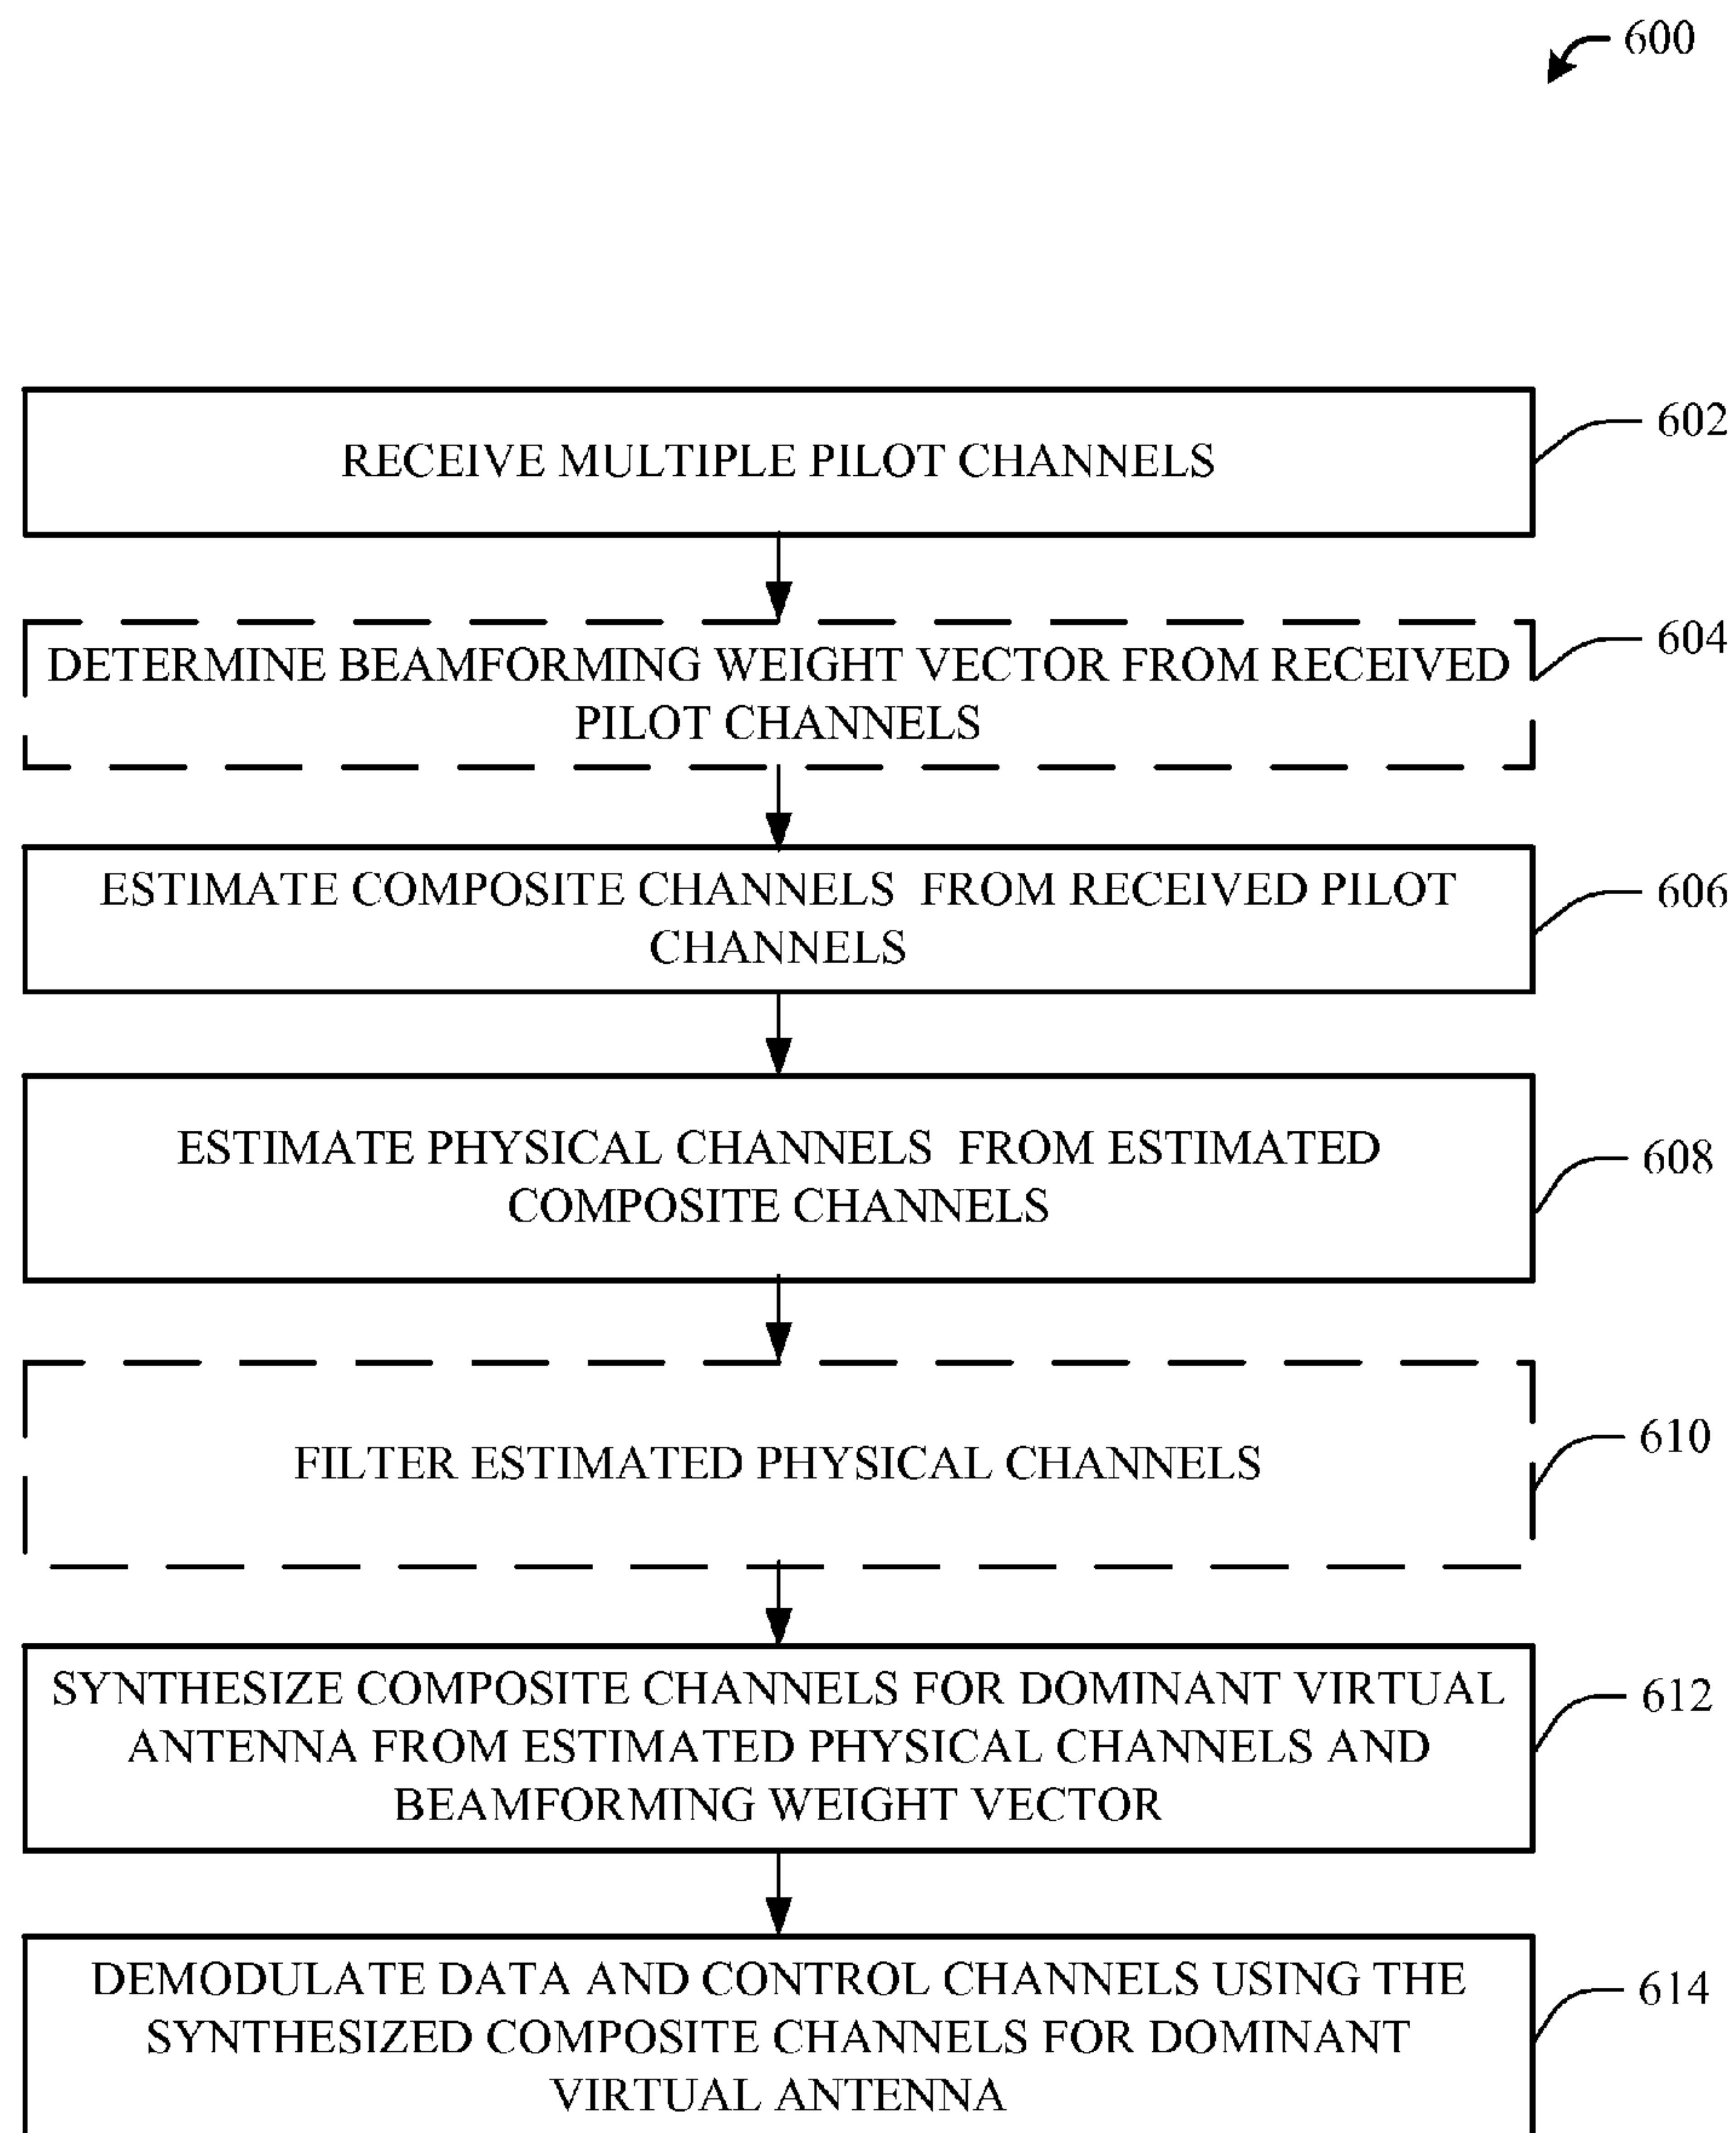 600
RECEIVE MULTIPLE PILOT CHANNELS
602
DETERMINE BEAMFORMING WEIGHT VECTOR FROM RECEIVED
PILOT CHANNELS
604
ESTIMATE COMPOSITE CHANNELS FROM RECEIVED PILOT
CHANNELS
606
ESTIMATE PHYSICAL CHANNELS FROM ESTIMATED
COMPOSITE CHANNELS
608
FILTER ESTIMATED PHYSICAL CHANNELS
610
SYNTHESIZE COMPOSITE CHANNELS FOR DOMINANT VIRTUAL
ANTENNA FROM ESTIMATED PHYSICAL CHANNELS AND
BEAMFORMING WEIGHT VECTOR
612
DEMODULATE DATA AND CONTROL CHANNELS USING THE
SYNTHESIZED COMPOSITE CHANNELS FOR DOMINANT
VIRTUAL ANTENNA
614